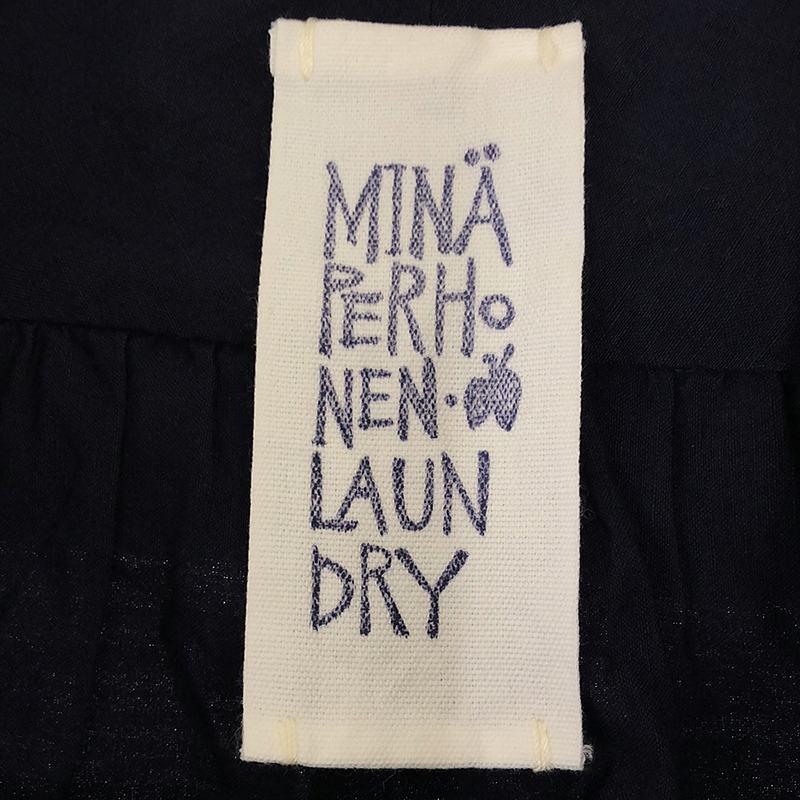 MINÄ
PERHO
NEN·
LAUN
DRY